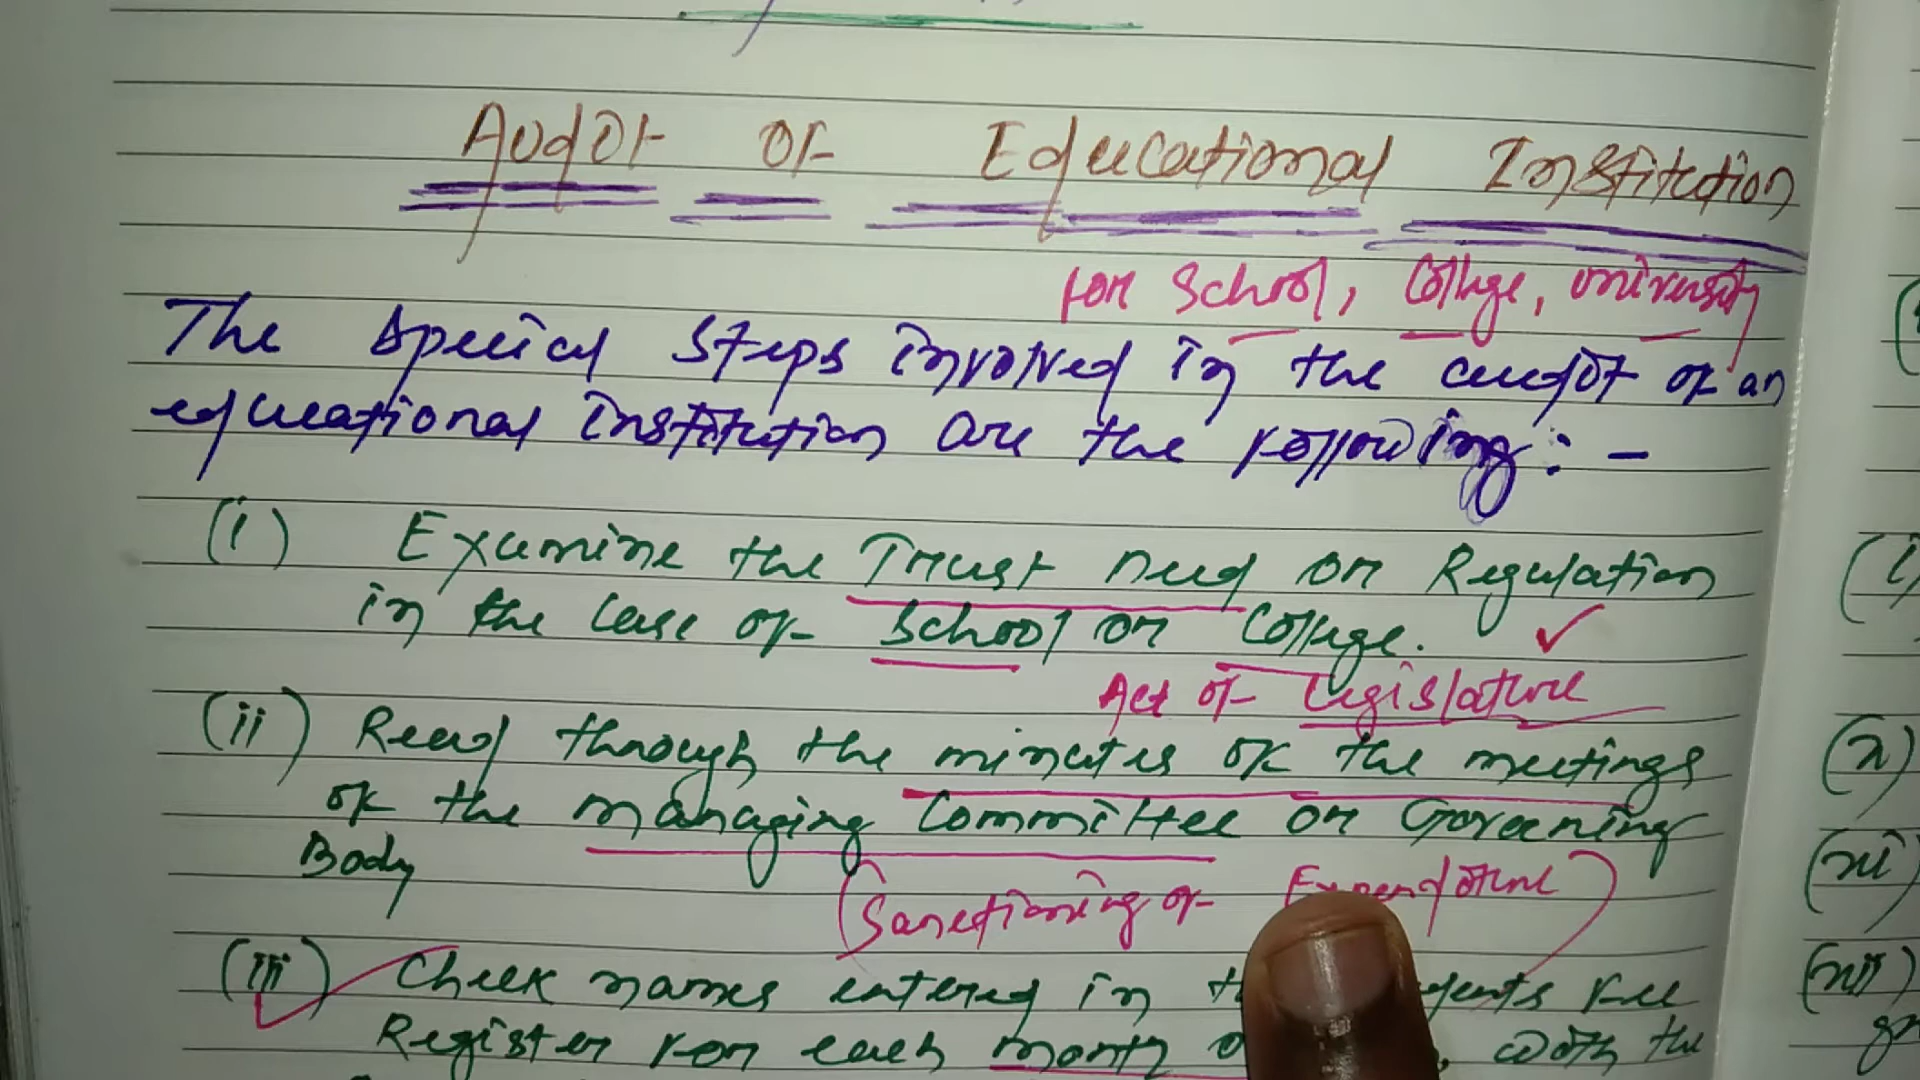 Audit of Educational Institution
for School, College, University
The special steps involved in the audit of an
educational institution are the following: -
(i) Examine the Trust Deed or Regulation
in the case of School or College.
Act of Legislature
(ii) Read through the minutes of the meetings
of the managing Committee or Governing
Body
(Sanctioning of Expenditure)
(iii) Check names entered in the fee
Register for each month with the
(x)
(xi)
(xii)